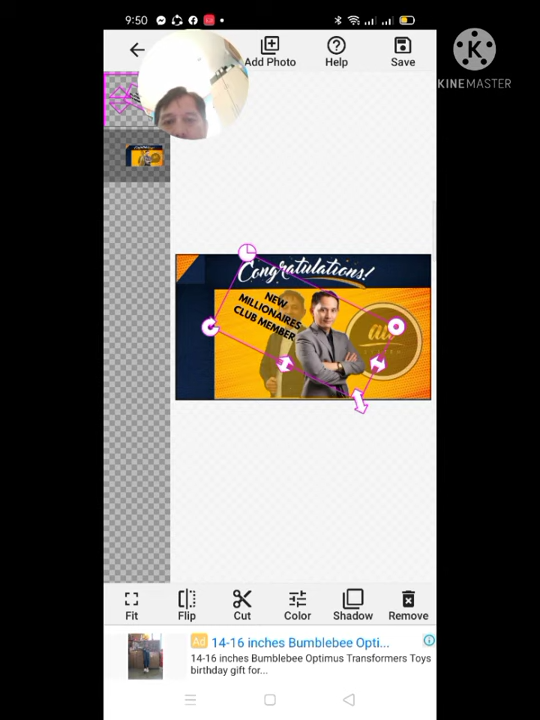 9:50
Add Photo
Help
Save
KINEMASTER
Congratulations!
NEW
MILLIONAIRES
CLUB MEMBER
Fit
Flip
Cut
Color
Shadow
Remove
Ad 14-16 inches Bumblebee Opti...
14-16 inches Bumblebee Optimus Transformers Toys
birthday gift for...